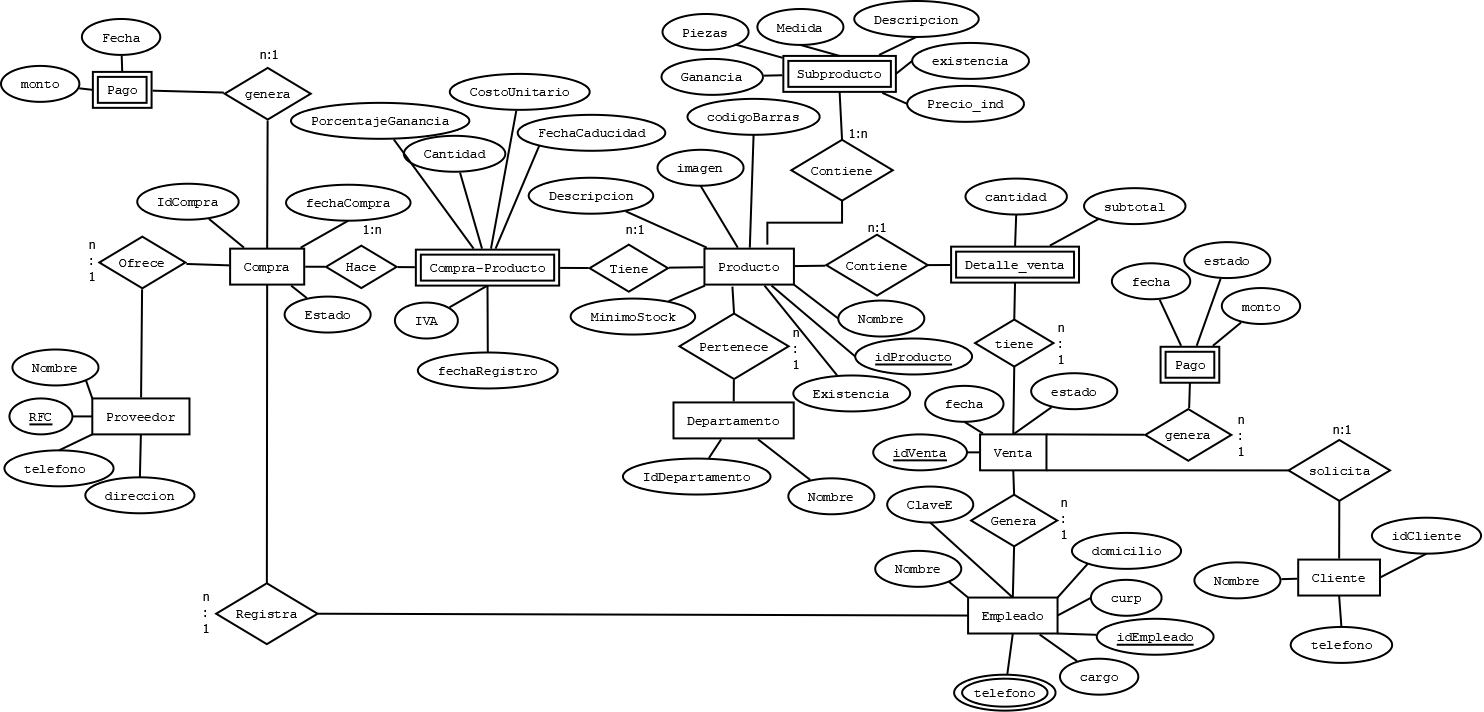 Fecha
monto
Pago
n:1
genera
CostoUnitario
PorcentajeGanancia
FechaCaducidad
Cantidad
Piezas
Medida
Descripcion
Ganancia
Subproducto
existencia
Precio_ind
codigoBarras
1:n
Contiene
imagen
Descripcion
IdCompra
fechaCompra
1:n
n
:
1
Ofrece
Compra
Hace
Compra-Producto
n:1
Tiene
Producto
n:1
Contiene
Detalle_venta
cantidad
subtotal
Estado
IVA
fechaRegistro
MinimoStock
Pertenece
n
:
1
Nombre
idProducto
Existencia
tiene
n
:
1
fecha
estado
monto
Pago
Nombre
RFC
Proveedor
telefono
direccion
Departamento
IdDepartamento
Nombre
fecha
estado
idVenta
Venta
genera
n
:
1
n:1
solicita
ClaveE
Genera
n
:
1
Nombre
domicilio
curp
Empleado
idEmpleado
cargo
telefono
idCliente
Nombre
Cliente
telefono
n
:
1
Registra